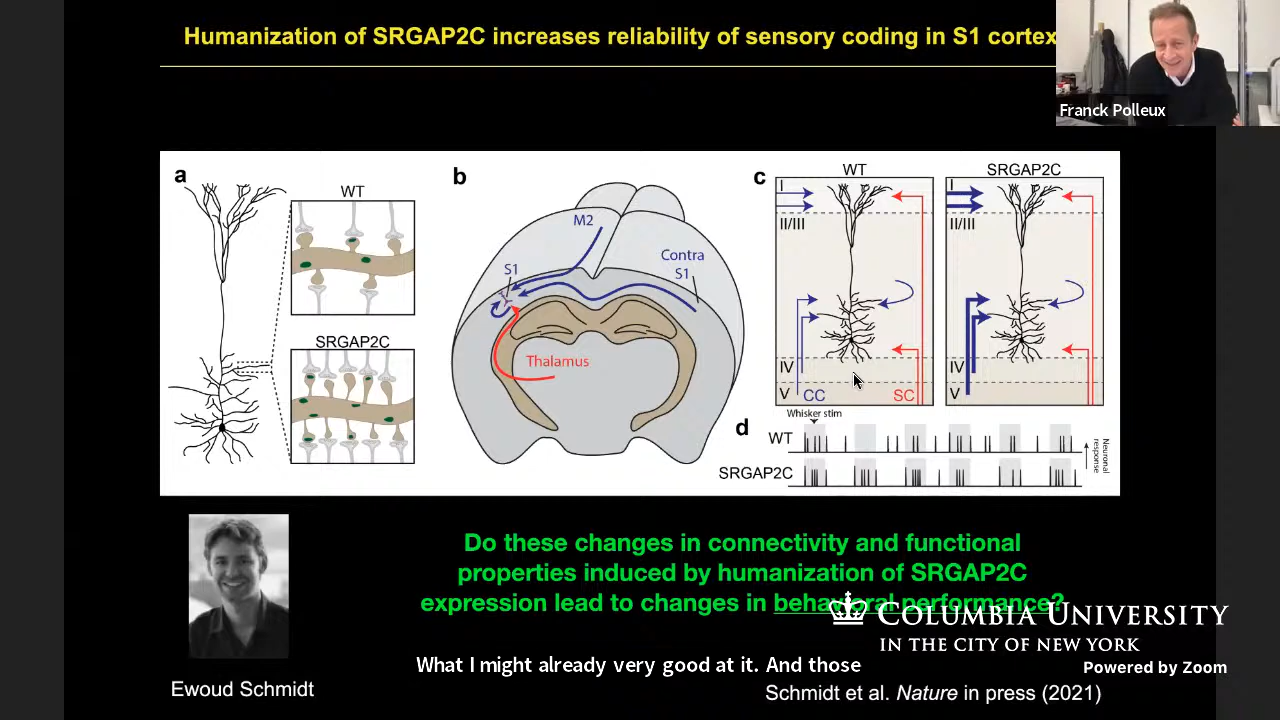 Humanization of SRGAP2C increases reliability of sensory coding in S1 cortex
Franck Polleux
a
WT
SRGAP2C
b
M2
S1
Contra
S1
Thalamus
c
WT
SRGAP2C
I
II/III
IV
V
CC
SC
I
II/III
IV
V
d
Whisker stim
WT
SRGAP2C
Neuronal
response
Do these changes in connectivity and functional
properties induced by humanization of SRGAP2C
expression lead to changes in behavioral performance?
COLUMBIA UNIVERSITY
IN THE CITY OF NEW YORK
What I might already very good at it. And those
Powered by Zoom
Ewoud Schmidt
Schmidt et al. Nature in press (2021)